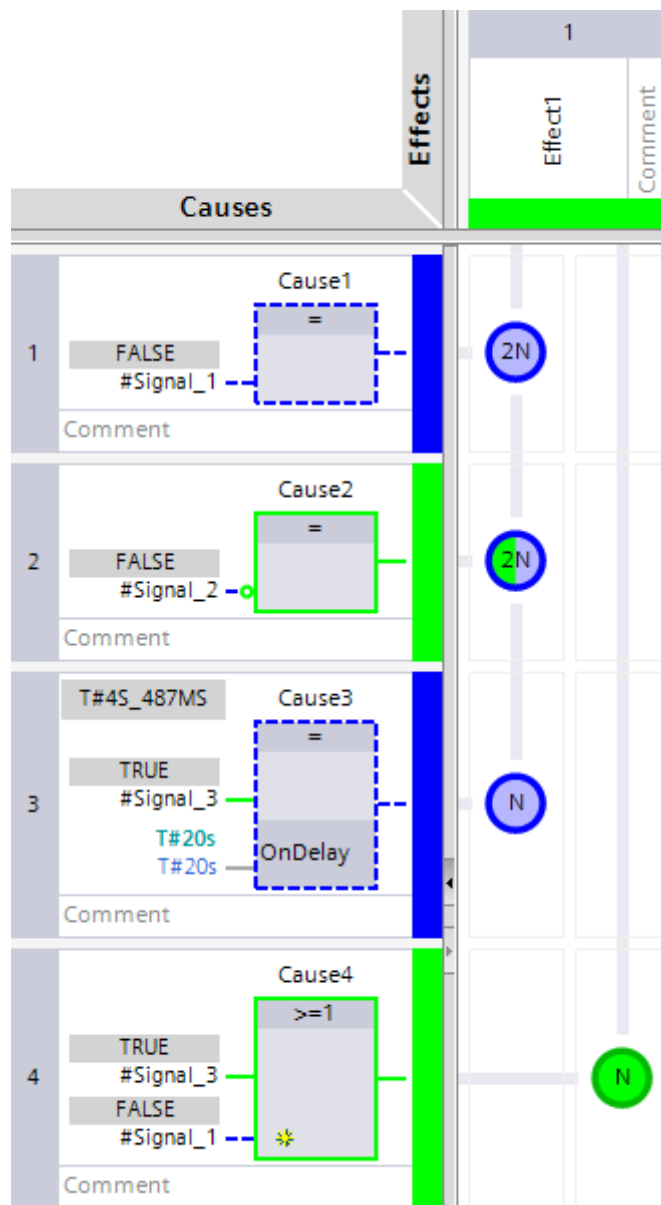 1
Effects
Effect1
Comment
Causes
Cause1
=
1
FALSE
#Signal_1
2N
Comment
Cause2
=
2
FALSE
#Signal_2
2N
Comment
T#4S_487MS
Cause3
=
TRUE
3
#Signal_3
N
T#20s
T#20s
OnDelay
Comment
Cause4
>=1
TRUE
4
#Signal_3
N
FALSE
#Signal_1
Comment